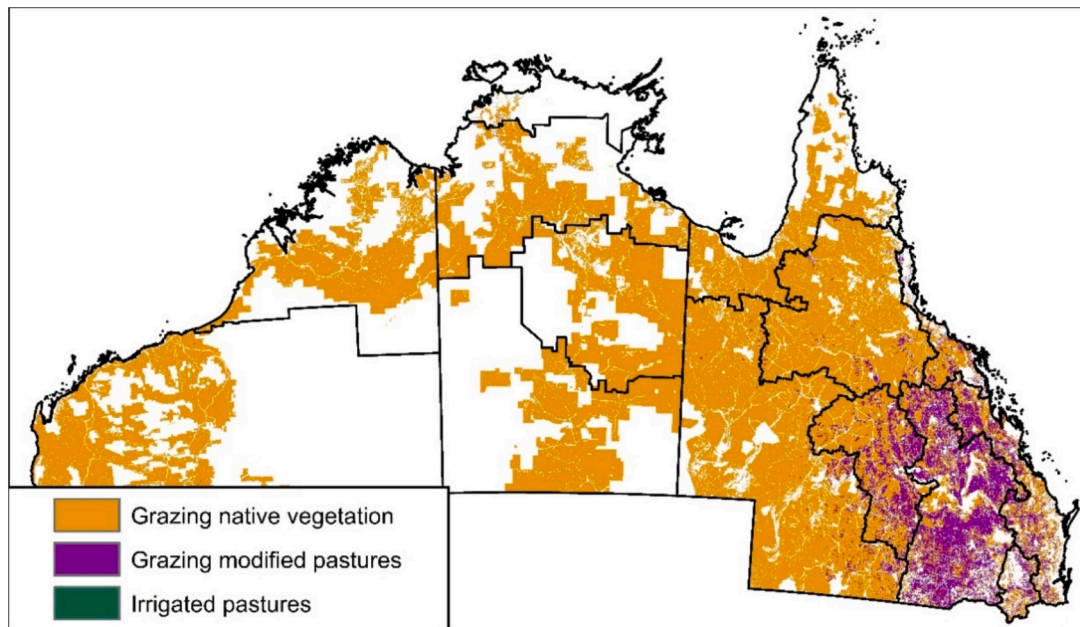 Grazing native vegetation
Grazing modified pastures
Irrigated pastures